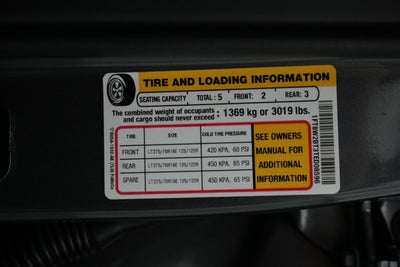 TIRE AND LOADING INFORMATION
SEATING CAPACITY TOTAL: 5 FRONT: 2 REAR: 3
The combined weight of occupants
and cargo should never exceed : 1369 kg or 3019 lbs.
TIRE SIZE COLD TIRE PRESSURE
FRONT LT275/70R18E 125/122R 420 KPA, 60 PSI
REAR LT275/70R18E 125/122R 450 KPA, 65 PSI
SPARE LT275/70R18E 125/122R 450 KPA, 65 PSI
SEE OWNERS
MANUAL FOR
ADDITIONAL
INFORMATION
1FT8W2BT3TED08596